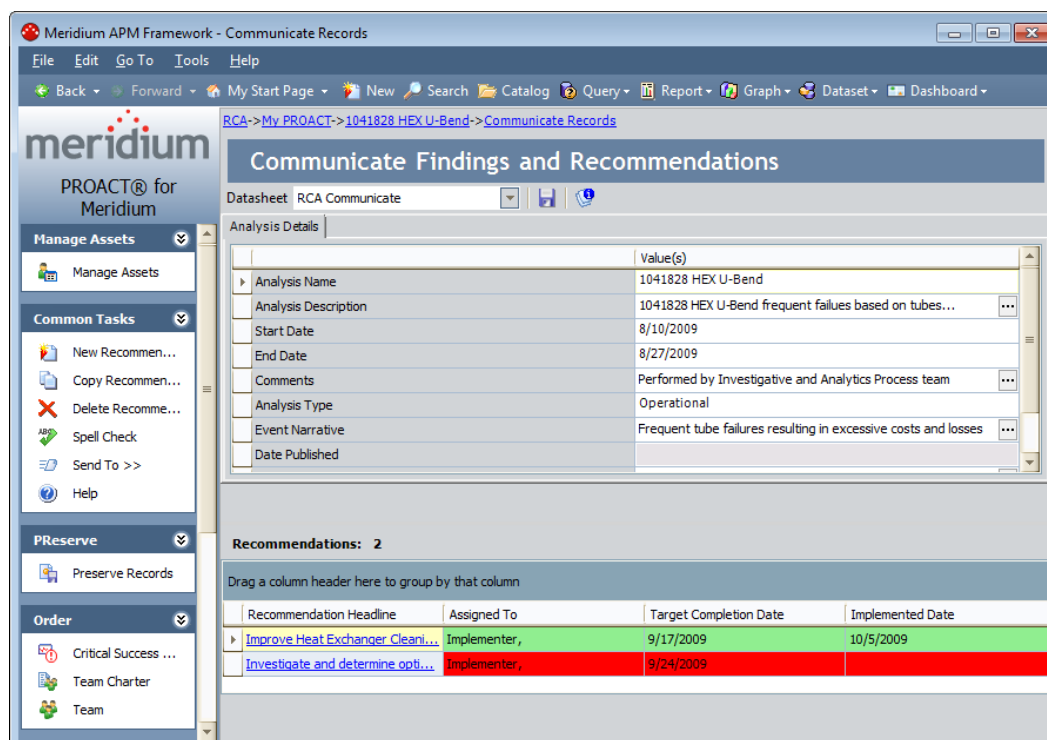 Meridium APM Framework - Communicate Records
File Edit Go To Tools Help
Back Forward My Start Page New Search Catalog Query Report Graph Dataset Dashboard
meridium
PROACT® for
Meridium
Manage Assets
Manage Assets
Common Tasks
New Recommen...
Copy Recommen...
Delete Recomme...
Spell Check
Send To >>
Help
PReserve
Preserve Records
Order
Critical Success ...
Team Charter
Team
RCA->My PROACT->1041828 HEX U-Bend->Communicate Records
Communicate Findings and Recommendations
Datasheet RCA Communicate
Analysis Details
Value(s)
Analysis Name 1041828 HEX U-Bend
Analysis Description 1041828 HEX U-Bend frequent failues based on tubes... ...
Start Date 8/10/2009
End Date 8/27/2009
Comments Performed by Investigative and Analytics Process team ...
Analysis Type Operational
Event Narrative Frequent tube failures resulting in excessive costs and losses ...
Date Published
Recommendations: 2
Drag a column header here to group by that column
Recommendation Headline Assigned To Target Completion Date Implemented Date
Improve Heat Exchanger Cleani... Implementer, 9/17/2009 10/5/2009
Investigate and determine opti... Implementer, 9/24/2009